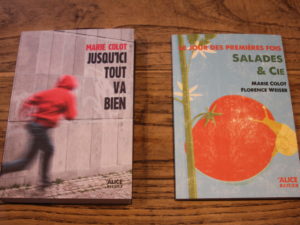 MARIE COLOT
JUSQU'ICI
TOUT
VA
BIEN
ALICE
JOUR DES PREMIÈRES FOIS
SALADES
& CIE
MARIE COLOT
FLORENCE WEISER
ALICE